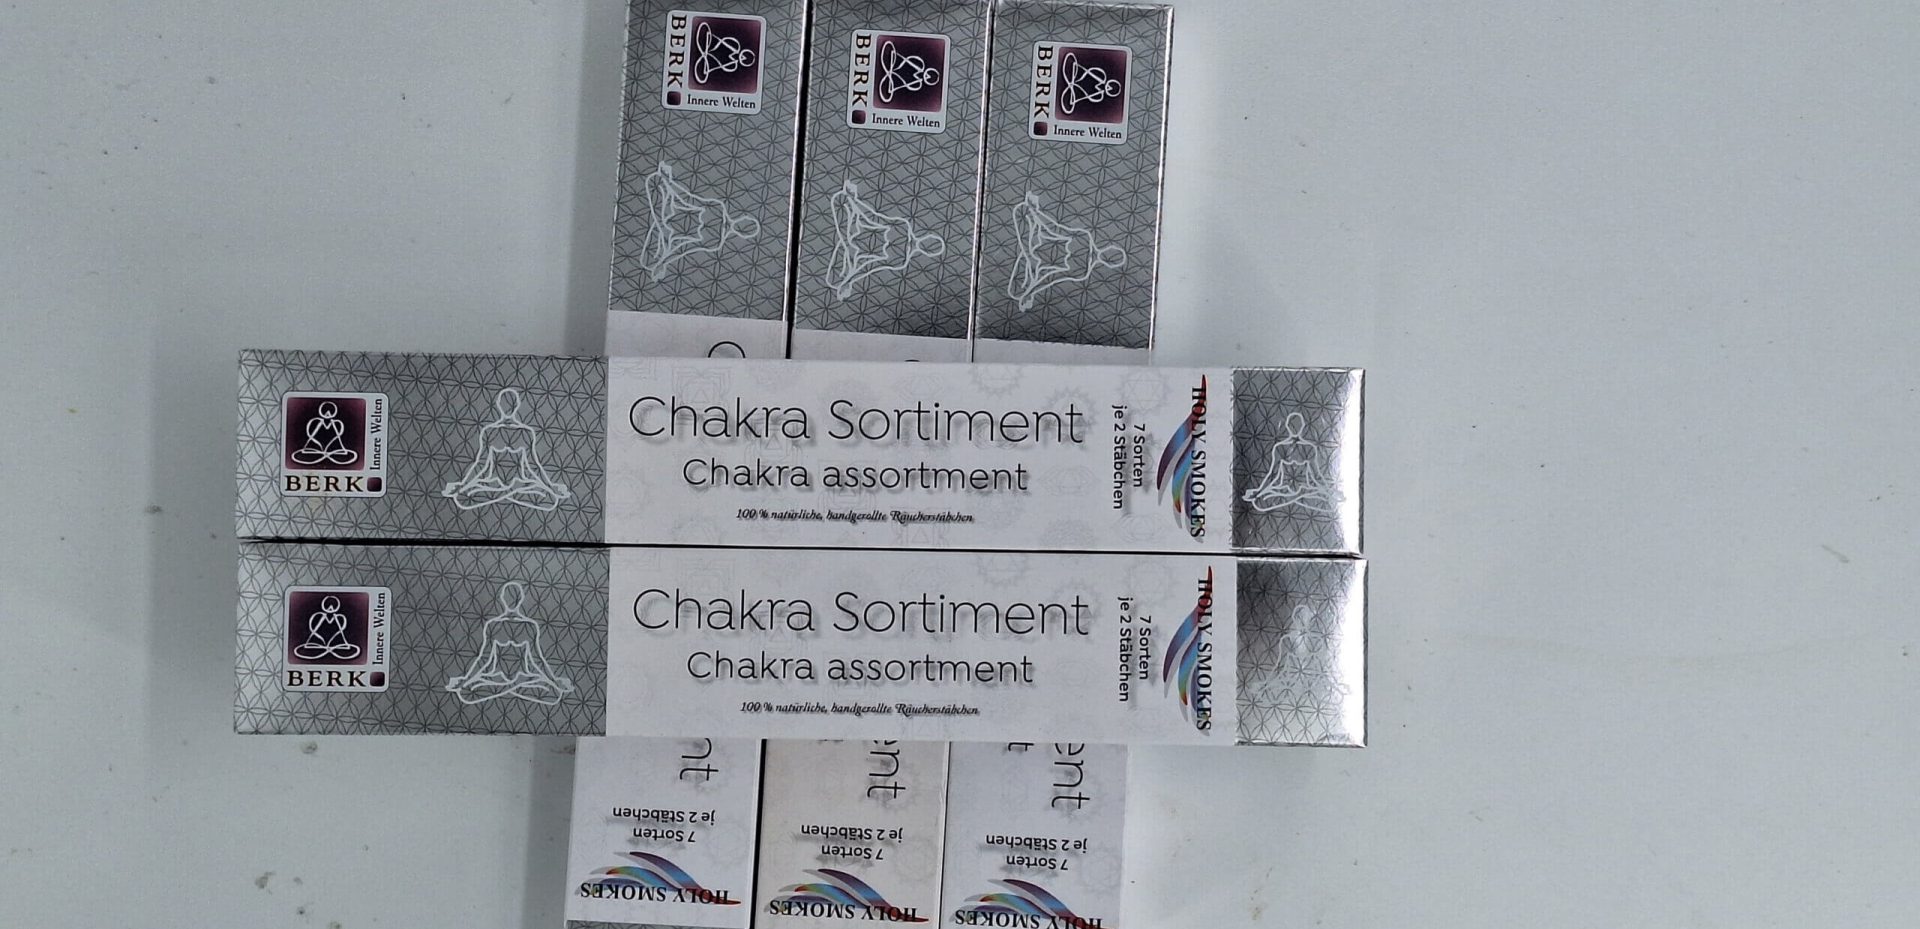 BERK
Innere Welten
BERK
Innere Welten
BERK
Innere Welten
Innere Welten
BERK
Chakra Sortiment
Chakra assortment
100 % natürliche, handgerollte Räucherstäbchen
7 Sorten
je 2 Stäbchen
HOLY SMOKES
Innere Welten
BERK
Chakra Sortiment
Chakra assortment
100 % natürliche, handgerollte Räucherstäbchen
7 Sorten
je 2 Stäbchen
HOLY SMOKES
nt
7 Sorten
je 2 Stäbchen
HOLY SMOKES
ent
7 Sorten
je 2 Stäbchen
HOLY SMOKES
ent
t
7 Sorten
je 2 Stäbchen
HOLY SMOKES